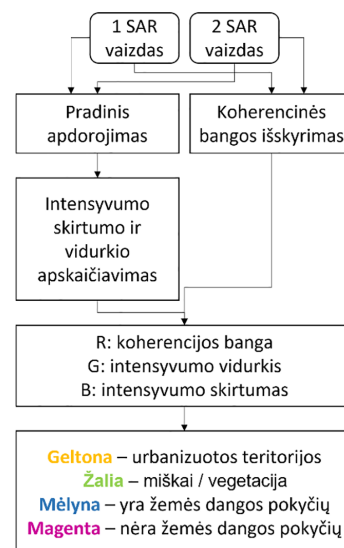 1 SAR
vaizdas
2 SAR
vaizdas
Pradinis
apdorojimas
Koherencinės
bangos išskyrimas
Intensyvumo
skirtumo ir
vidurkio
apskaičiavimas
R: koherencijos banga
G: intensyvumo vidurkis
B: intensyvumo skirtumas
Geltona – urbanizuotos teritorijos
Žalia – miškai / vegetacija
Mėlyna – yra žemės dangos pokyčių
Magenta – nėra žemės dangos pokyčių